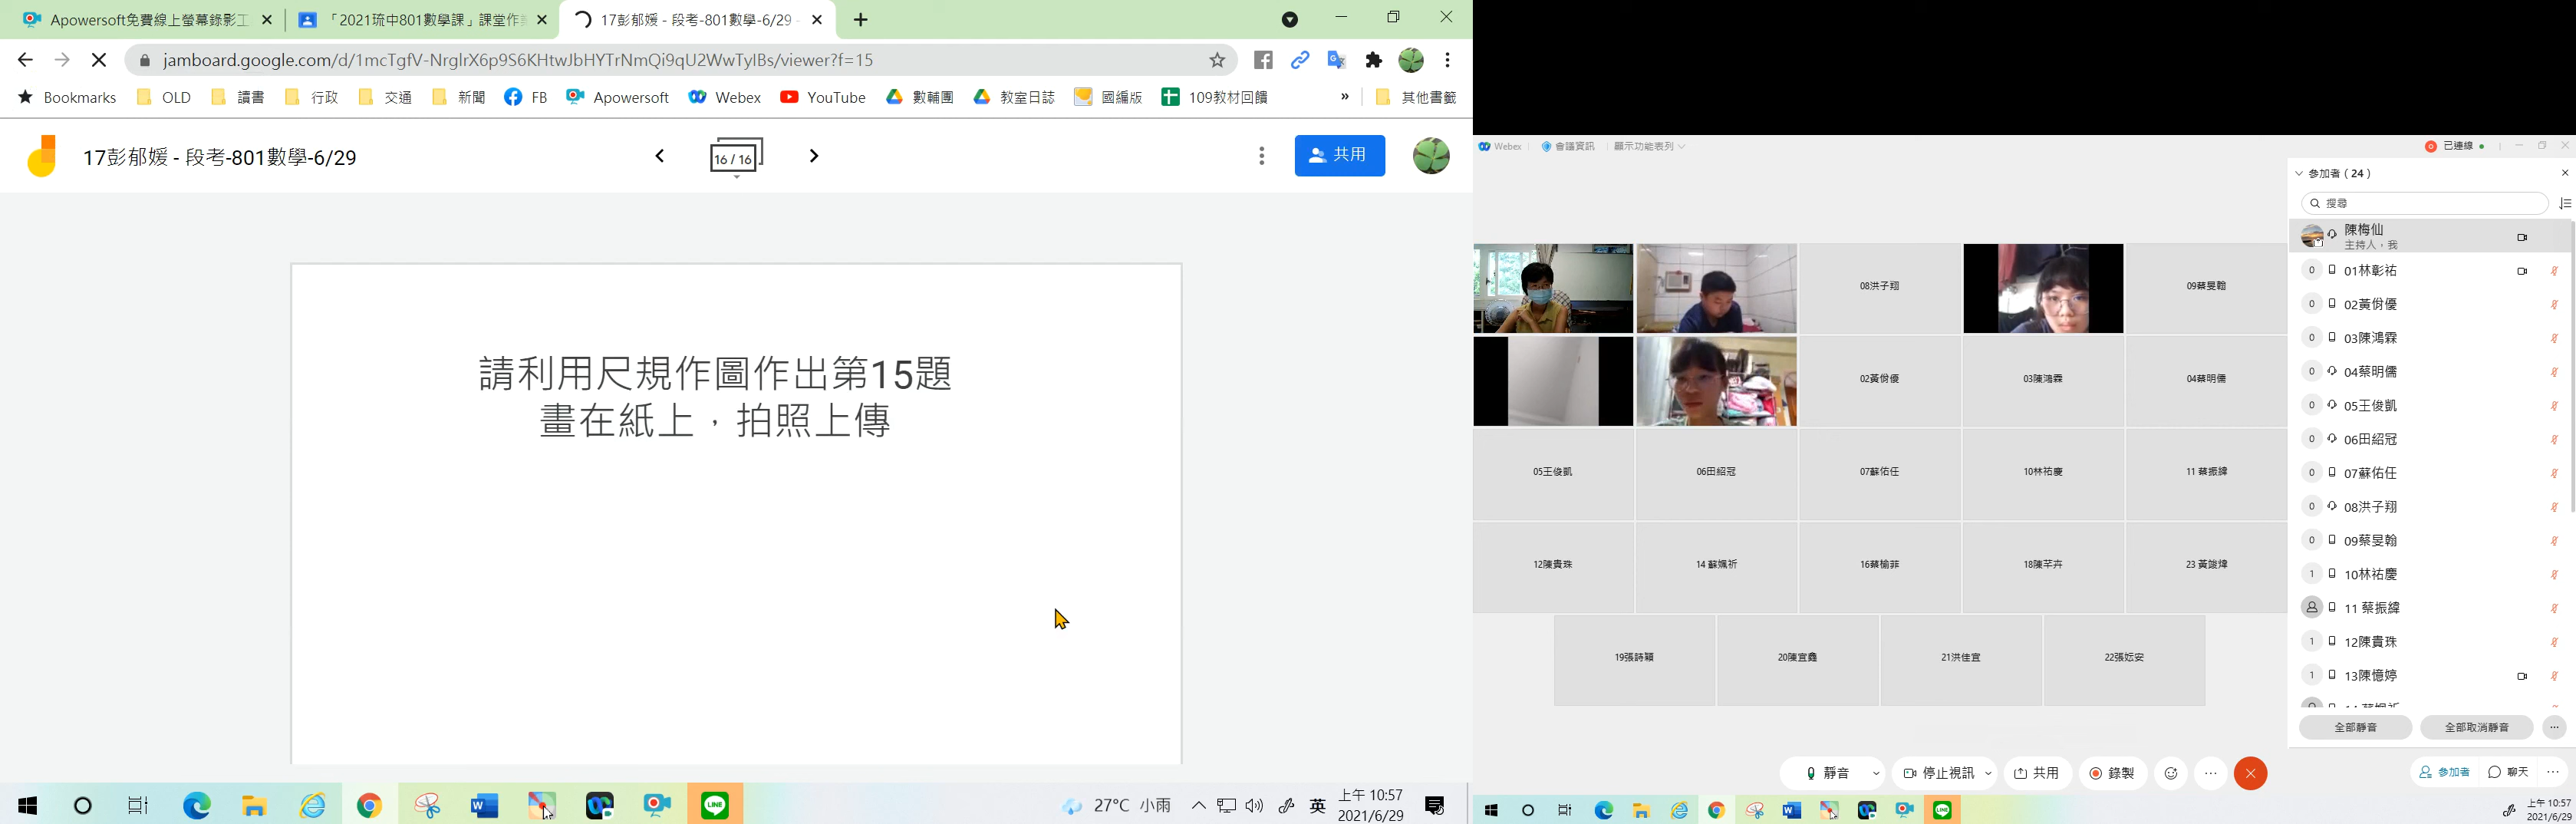 Apowersoft免費線上螢幕錄影工
「2021琉中801數學課」課堂作業
17彭郁媛 - 段考-801數學-6/29 -
jamboard.google.com/d/1mcTgfV-NrglrX6p9S6KHtwJbHYTrNmQi9qU2WwTyIBs/viewer?f=15
Bookmarks OLD 讀書 行政 交通 新聞 FB Apowersoft Webex YouTube 數輔團 教室日誌 國編版 109教材回饋 » 其他書籤
17彭郁媛 - 段考-801數學-6/29
16 / 16
共用
請利用尺規作圖作出第15題
畫在紙上，拍照上傳
27°C 小雨
英
上午 10:57
2021/6/29
Webex 會議資訊 顯示功能表列
已連線
參加者 ( 24 )
搜尋
陳梅仙
主持人，我
01林彰祐
02黃佾優
03陳鴻霖
04蔡明儒
05王俊凱
06田紹冠
07蘇佑任
08洪子翔
09蔡旻翰
10林祐慶
11 蔡振緯
12陳貴珠
13陳憶婷
全部靜音
全部取消靜音
08洪子翔
09蔡旻翰
02黃佾優
03陳鴻霖
04蔡明儒
05王俊凱
06田紹冠
07蘇佑任
10林祐慶
11 蔡振緯
12陳貴珠
14 蘇姵祈
16蔡榆菲
18陳芊卉
23 黃竣煒
19張詩穎
20陳宜鑫
21洪佳宜
22張妘安
靜音
停止視訊
共用
錄製
參加者
聊天
上午 10:57
2021/6/29